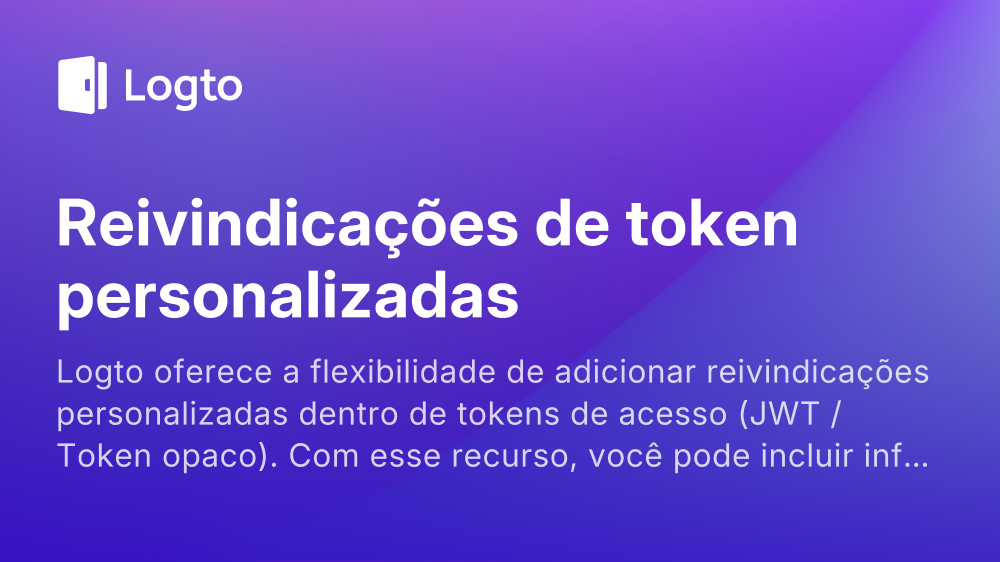 Logto
Reivindicações de token
personalizadas
Logto oferece a flexibilidade de adicionar reivindicações
personalizadas dentro de tokens de acesso (JWT /
Token opaco). Com esse recurso, você pode incluir inf...